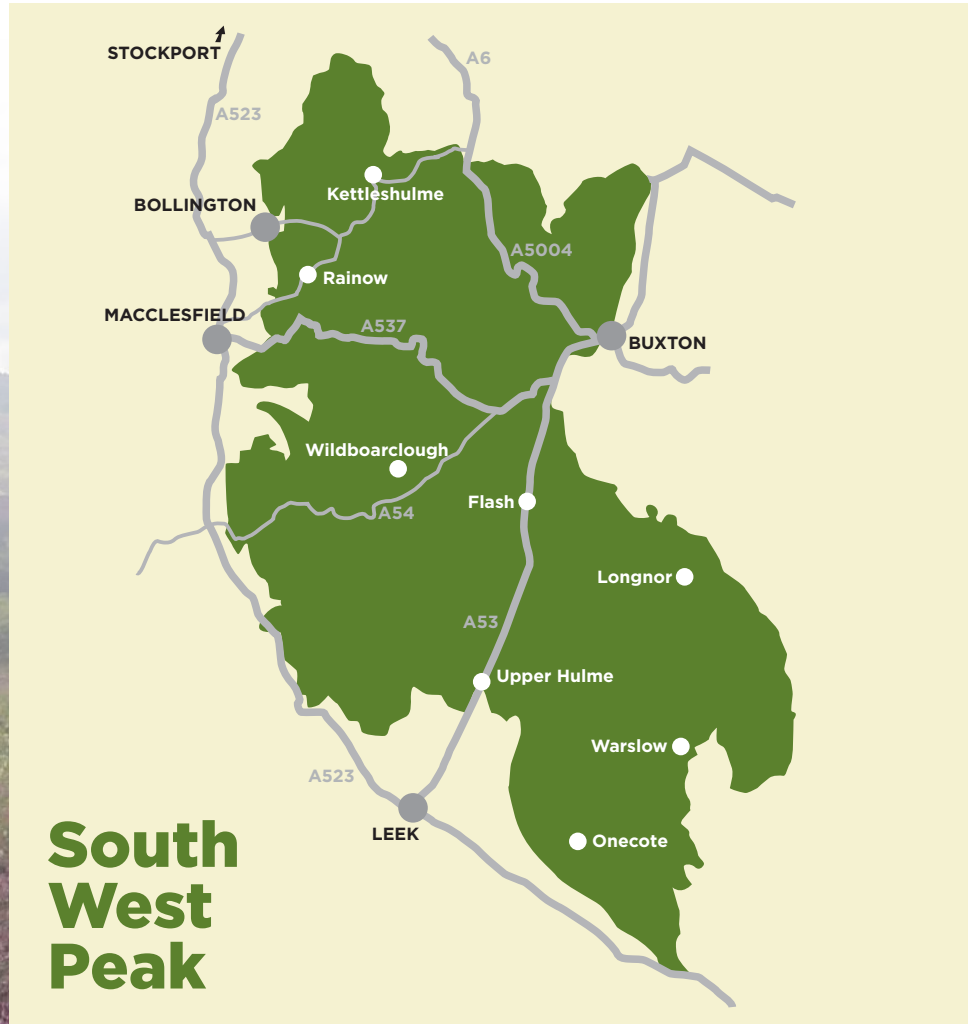 STOCKPORT
A6
A523
Kettleshulme
BOLLINGTON
A5004
Rainow
MACCLESFIELD
A537
BUXTON
Wildboarclough
Flash
A54
Longnor
A53
Upper Hulme
Warslow
A523
LEEK
Onecote
South
West
Peak